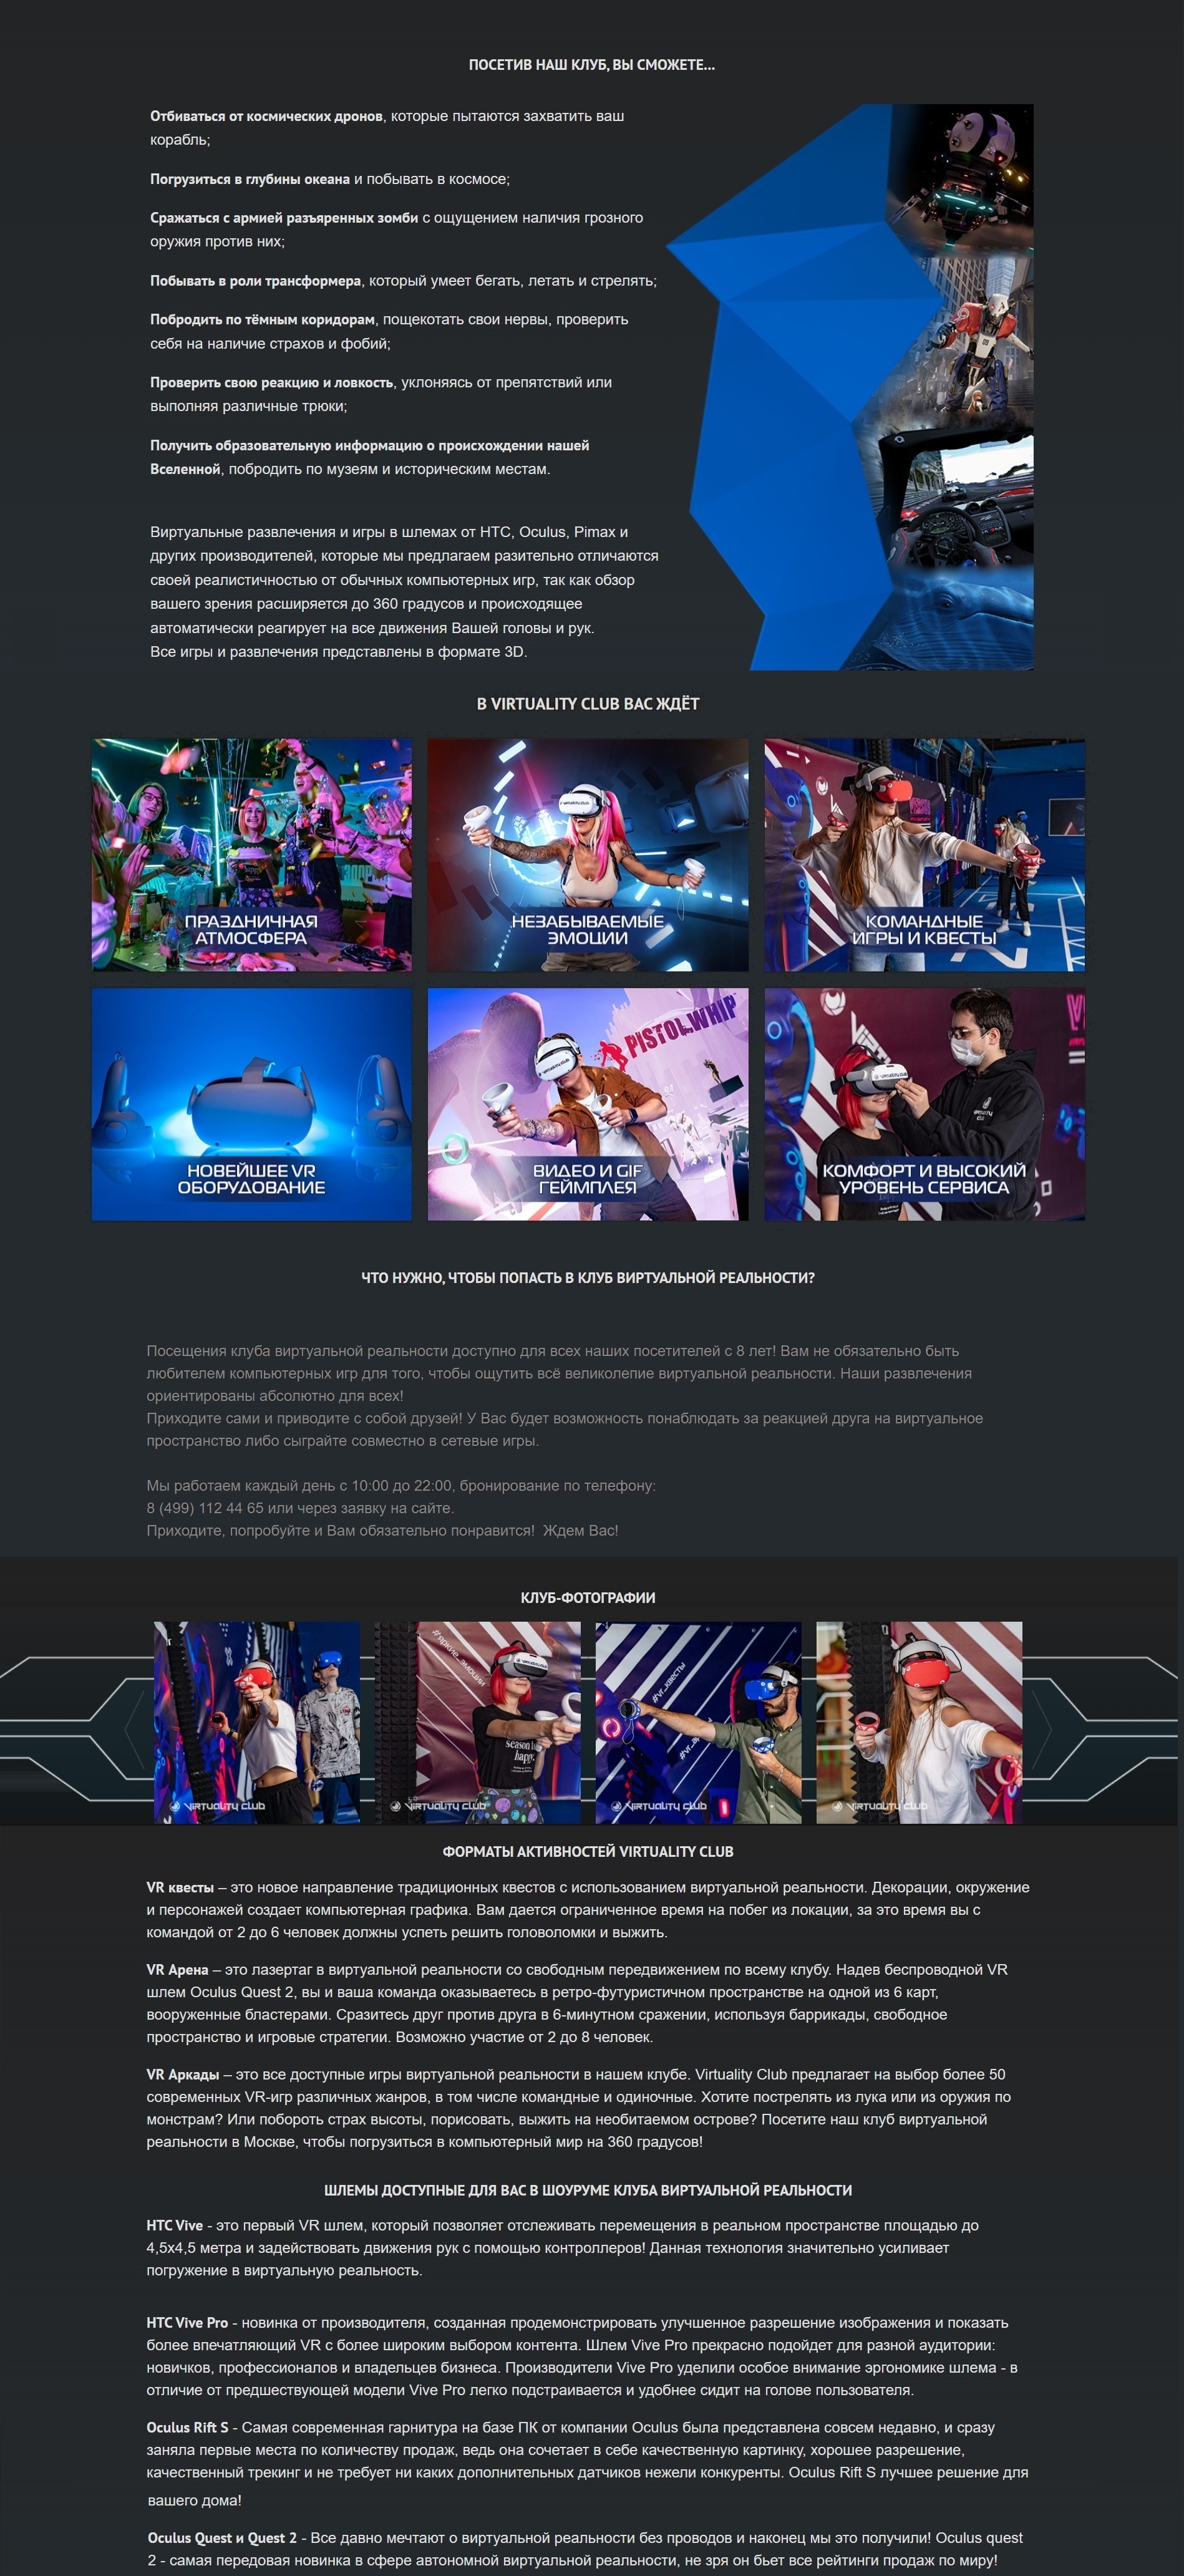 ПОСЕТИВ НАШ КЛУБ, ВЫ СМОЖЕТЕ...
Отбиваться от космических дронов, которые пытаются захватить ваш
корабль;
Погрузиться в глубины океана и побывать в космосе;
Сражаться с армией разъяренных зомби с ощущением наличия грозного
оружия против них;
Побывать в роли трансформера, который умеет бегать, летать и стрелять;
Побродить по тёмным коридорам, пощекотать свои нервы, проверить
себя на наличие страхов и фобий;
Проверить свою реакцию и ловкость, уклоняясь от препятствий или
выполняя различные трюки;
Получить образовательную информацию о происхождении нашей
Вселенной, побродить по музеям и историческим местам.
Виртуальные развлечения и игры в шлемах от HTC, Oculus, Pimax и
других производителей, которые мы предлагаем разительно отличаются
своей реалистичностью от обычных компьютерных игр, так как обзор
вашего зрения расширяется до 360 градусов и происходящее
автоматически реагирует на все движения Вашей головы и рук.
Все игры и развлечения представлены в формате 3D.
В VIRTUALITY CLUB ВАС ЖДЁТ
ПРАЗДНИЧНАЯ
АТМОСФЕРА
НЕЗАБЫВАЕМЫЕ
ЭМОЦИИ
КОМАНДНЫЕ
ИГРЫ И КВЕСТЫ
НОВЕЙШЕЕ VR
ОБОРУДОВАНИЕ
PISTOL WHIP
ВИДЕО И GIF
ГЕЙМПЛЕЯ
КОМФОРТ И ВЫСОКИЙ
УРОВЕНЬ СЕРВИСА
ЧТО НУЖНО, ЧТОБЫ ПОПАСТЬ В КЛУБ ВИРТУАЛЬНОЙ РЕАЛЬНОСТИ?
Посещения клуба виртуальной реальности доступно для всех наших посетителей с 8 лет! Вам не обязательно быть
любителем компьютерных игр для того, чтобы ощутить всё великолепие виртуальной реальности. Наши развлечения
ориентированы абсолютно для всех!
Приходите сами и приводите с собой друзей! У Вас будет возможность понаблюдать за реакцией друга на виртуальное
пространство либо сыграйте совместно в сетевые игры.
Мы работаем каждый день с 10:00 до 22:00, бронирование по телефону:
8 (499) 112 44 65 или через заявку на сайте.
Приходите, попробуйте и Вам обязательно понравится! Ждем Вас!
КЛУБ-ФОТОГРАФИИ
#яркие_эмоции
season
happy.
#vr_квесты
VIRTUALITY CLUB
VIRTUALITY CLUB
VIRTUALITY CLUB
VIRTUALITY CLUB
ФОРМАТЫ АКТИВНОСТЕЙ VIRTUALITY CLUB
VR квесты – это новое направление традиционных квестов с использованием виртуальной реальности. Декорации, окружение
и персонажей создает компьютерная графика. Вам дается ограниченное время на побег из локации, за это время вы с
командой от 2 до 6 человек должны успеть решить головоломки и выжить.
VR Арена – это лазертаг в виртуальной реальности со свободным передвижением по всему клубу. Надев беспроводной VR
шлем Oculus Quest 2, вы и ваша команда оказываетесь в ретро-футуристичном пространстве на одной из 6 карт,
вооруженные бластерами. Сразитесь друг против друга в 6-минутном сражении, используя баррикады, свободное
пространство и игровые стратегии. Возможно участие от 2 до 8 человек.
VR Аркады – это все доступные игры виртуальной реальности в нашем клубе. Virtuality Club предлагает на выбор более 50
современных VR-игр различных жанров, в том числе командные и одиночные. Хотите пострелять из лука или из оружия по
монстрам? Или побороть страх высоты, порисовать, выжить на необитаемом острове? Посетите наш клуб виртуальной
реальности в Москве, чтобы погрузиться в компьютерный мир на 360 градусов!
ШЛЕМЫ ДОСТУПНЫЕ ДЛЯ ВАС В ШОУРУМЕ КЛУБА ВИРТУАЛЬНОЙ РЕАЛЬНОСТИ
HTC Vive - это первый VR шлем, который позволяет отслеживать перемещения в реальном пространстве площадью до
4,5х4,5 метра и задействовать движения рук с помощью контроллеров! Данная технология значительно усиливает
погружение в виртуальную реальность.
HTC Vive Pro - новинка от производителя, созданная продемонстрировать улучшенное разрешение изображения и показать
более впечатляющий VR с более широким выбором контента. Шлем Vive Pro прекрасно подойдет для разной аудитории:
новичков, профессионалов и владельцев бизнеса. Производители Vive Pro уделили особое внимание эргономике шлема - в
отличие от предшествующей модели Vive Pro легко подстраивается и удобнее сидит на голове пользователя.
Oculus Rift S - Самая современная гарнитура на базе ПК от компании Oculus была представлена совсем недавно, и сразу
заняла первые места по количеству продаж, ведь она сочетает в себе качественную картинку, хорошее разрешение,
качественный трекинг и не требует ни каких дополнительных датчиков нежели конкуренты. Oculus Rift S лучшее решение для
вашего дома!
Oculus Quest и Quest 2 - Все давно мечтают о виртуальной реальности без проводов и наконец мы это получили! Oculus quest
2 - самая передовая новинка в сфере автономной виртуальной реальности, не зря он бьет все рейтинги продаж по миру!